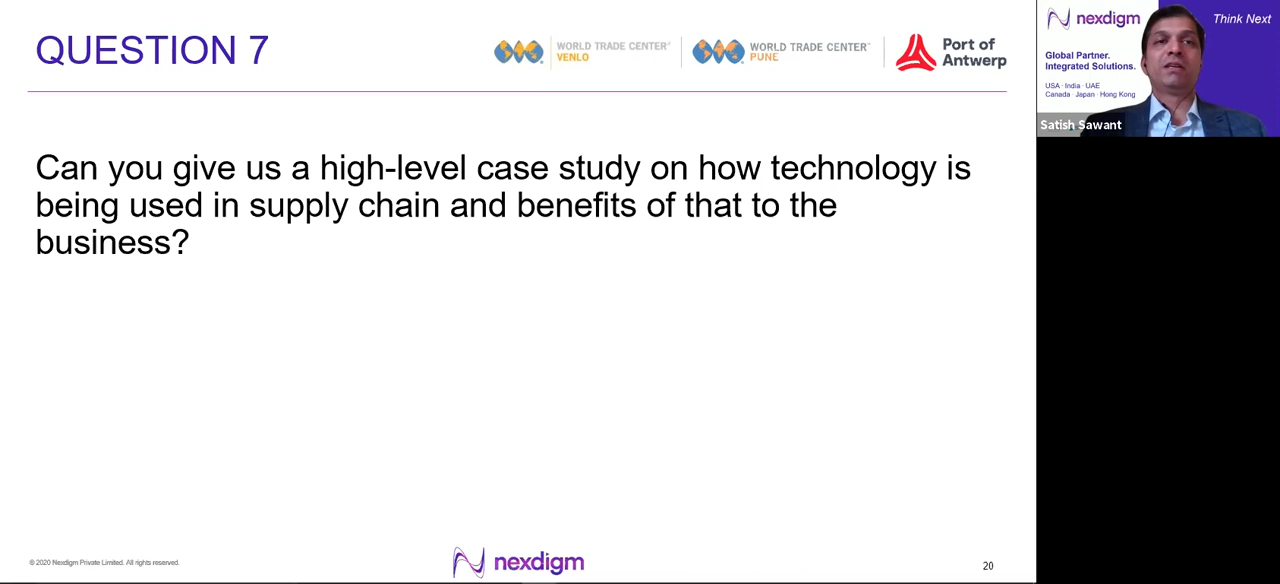 QUESTION 7
WORLD TRADE CENTER®
VENLO
WORLD TRADE CENTER™
PUNE
Port of
Antwerp
Can you give us a high-level case study on how technology is
being used in supply chain and benefits of that to the
business?
© 2020 Nexdigm Private Limited. All rights reserved.
nexdigm
20
nexdigm
Think Next
Global Partner.
Integrated Solutions.
USA · India · UAE
Canada · Japan · Hong Kong
Satish Sawant